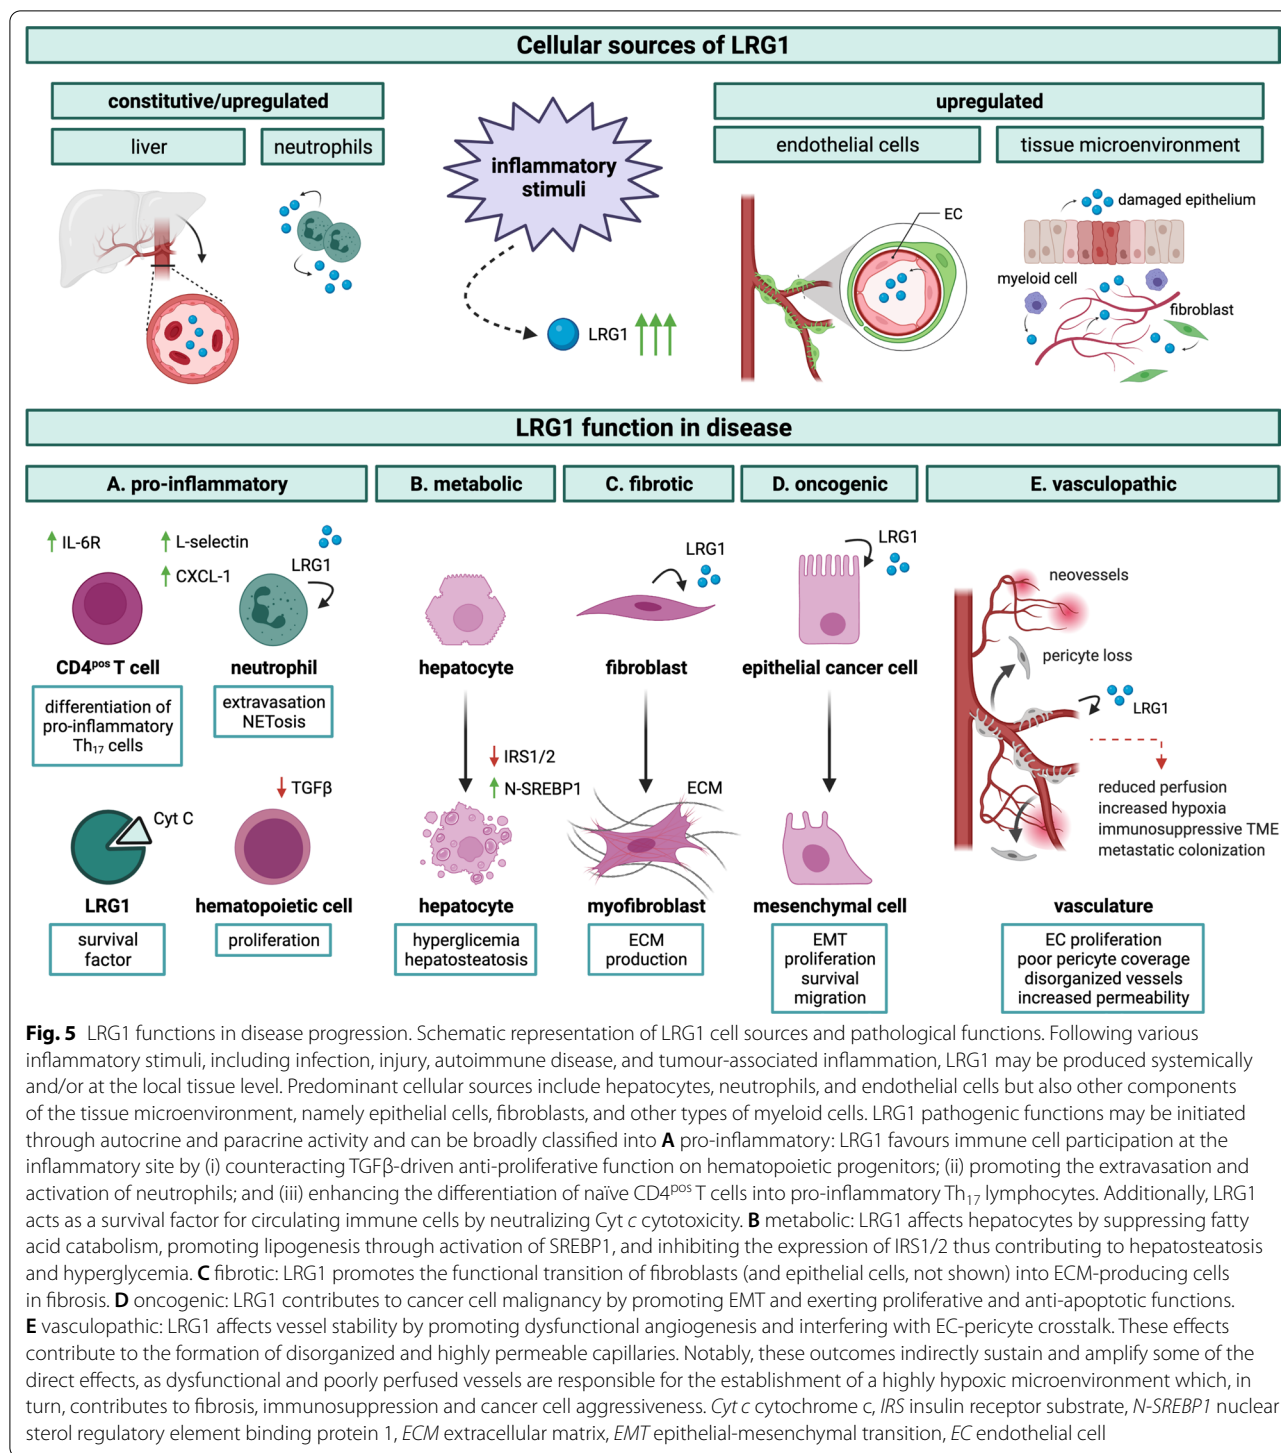 Cellular sources of LRG1
constitutive/upregulated
liver
neutrophils
inflammatory
stimuli
LRG1
upregulated
endothelial cells
tissue microenvironment
EC
damaged epithelium
myeloid cell
fibroblast
LRG1 function in disease
A. pro-inflammatory
B. metabolic
C. fibrotic
D. oncogenic
E. vasculopathic
IL-6R
L-selectin
CXCL-1
LRG1
CD4pos T cell
neutrophil
differentiation of
pro-inflammatory
Th17 cells
extravasation
NETosis
Cyt C
TGFβ
LRG1
hematopoietic cell
survival
factor
proliferation
hepatocyte
IRS1/2
N-SREBP1
hepatocyte
hyperglicemia
hepatosteatosis
LRG1
fibroblast
ECM
myofibroblast
ECM
production
LRG1
epithelial cancer cell
mesenchymal cell
EMT
proliferation
survival
migration
neovessels
pericyte loss
LRG1
reduced perfusion
increased hypoxia
immunosuppressive TME
metastatic colonization
vasculature
EC proliferation
poor pericyte coverage
disorganized vessels
increased permeability
Fig. 5 LRG1 functions in disease progression. Schematic representation of LRG1 cell sources and pathological functions. Following various
inflammatory stimuli, including infection, injury, autoimmune disease, and tumour-associated inflammation, LRG1 may be produced systemically
and/or at the local tissue level. Predominant cellular sources include hepatocytes, neutrophils, and endothelial cells but also other components
of the tissue microenvironment, namely epithelial cells, fibroblasts, and other types of myeloid cells. LRG1 pathogenic functions may be initiated
through autocrine and paracrine activity and can be broadly classified into A pro-inflammatory: LRG1 favours immune cell participation at the
inflammatory site by (i) counteracting TGFβ-driven anti-proliferative function on hematopoietic progenitors; (ii) promoting the extravasation and
activation of neutrophils; and (iii) enhancing the differentiation of naïve CD4pos T cells into pro-inflammatory Th17 lymphocytes. Additionally, LRG1
acts as a survival factor for circulating immune cells by neutralizing Cyt c cytotoxicity. B metabolic: LRG1 affects hepatocytes by suppressing fatty
acid catabolism, promoting lipogenesis through activation of SREBP1, and inhibiting the expression of IRS1/2 thus contributing to hepatosteatosis
and hyperglycemia. C fibrotic: LRG1 promotes the functional transition of fibroblasts (and epithelial cells, not shown) into ECM-producing cells
in fibrosis. D oncogenic: LRG1 contributes to cancer cell malignancy by promoting EMT and exerting proliferative and anti-apoptotic functions.
E vasculopathic: LRG1 affects vessel stability by promoting dysfunctional angiogenesis and interfering with EC-pericyte crosstalk. These effects
contribute to the formation of disorganized and highly permeable capillaries. Notably, these outcomes indirectly sustain and amplify some of the
direct effects, as dysfunctional and poorly perfused vessels are responsible for the establishment of a highly hypoxic microenvironment which, in
turn, contributes to fibrosis, immunosuppression and cancer cell aggressiveness. Cyt c cytochrome c, IRS insulin receptor substrate, N-SREBP1 nuclear
sterol regulatory element binding protein 1, ECM extracellular matrix, EMT epithelial-mesenchymal transition, EC endothelial cell